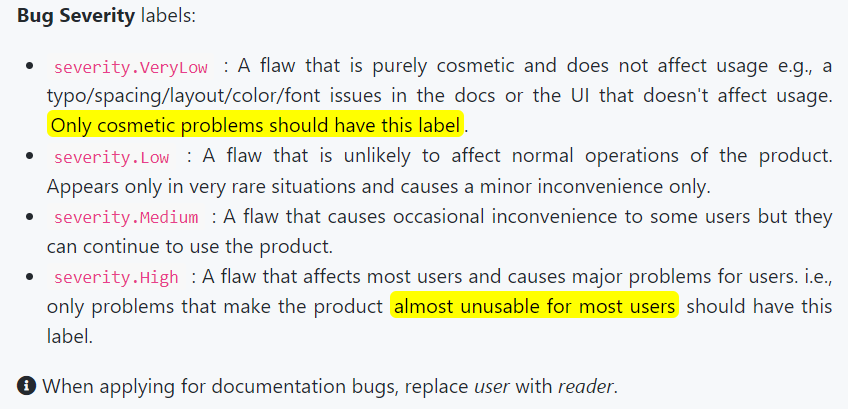 Bug Severity labels:
• severity.VeryLow : A flaw that is purely cosmetic and does not affect usage e.g., a
typo/spacing/layout/color/font issues in the docs or the UI that doesn't affect usage.
Only cosmetic problems should have this label.
• severity.Low : A flaw that is unlikely to affect normal operations of the product.
Appears only in very rare situations and causes a minor inconvenience only.
• severity.Medium : A flaw that causes occasional inconvenience to some users but they
can continue to use the product.
• severity.High : A flaw that affects most users and causes major problems for users. i.e.,
only problems that make the product almost unusable for most users should have this
label.
When applying for documentation bugs, replace user with reader.